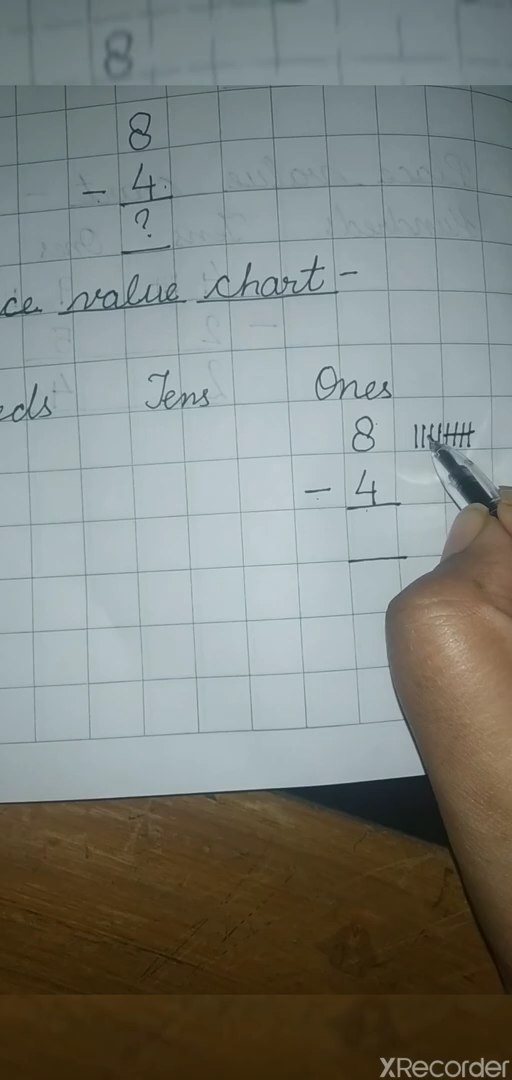 8
8
- 4
?
ce value chart -
eds Tens Ones
8
- 4
XRecorder